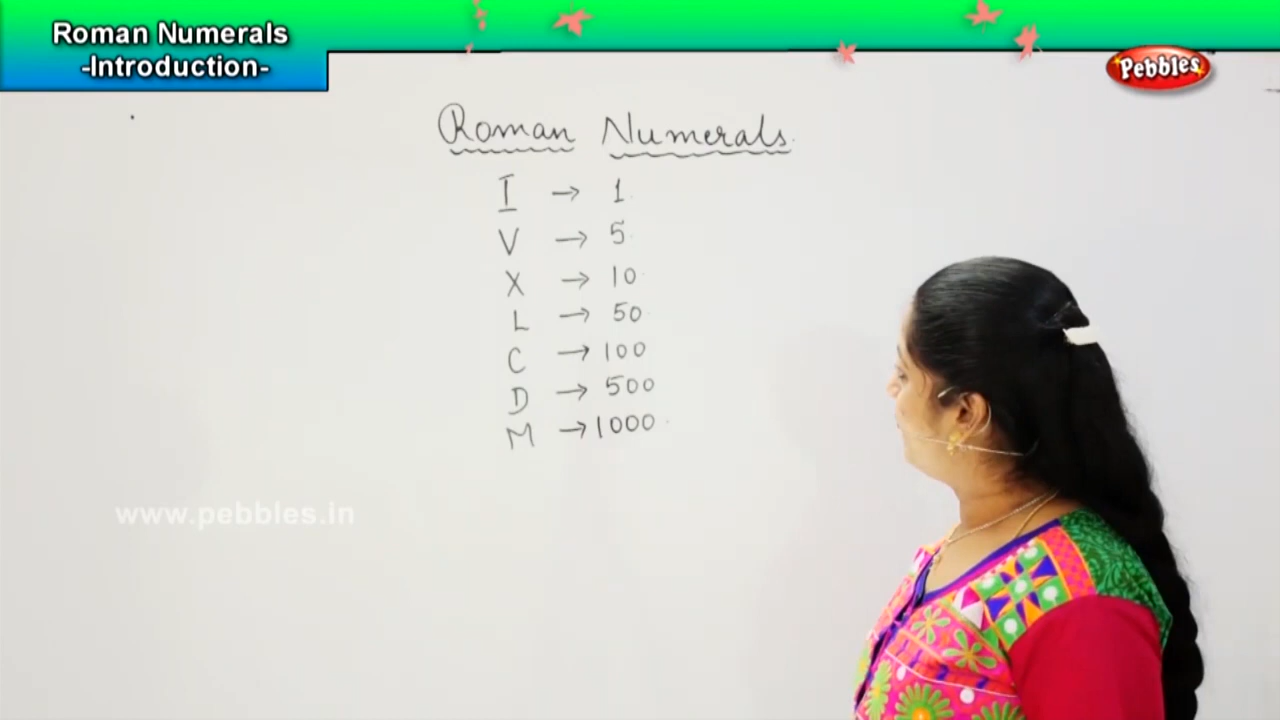 Roman Numerals
-Introduction-
Pebbles
Roman Numerals.
I → 1.
V → 5.
X → 10.
L → 50.
C → 100
D → 500
M → 1000.
www.pebbles.in